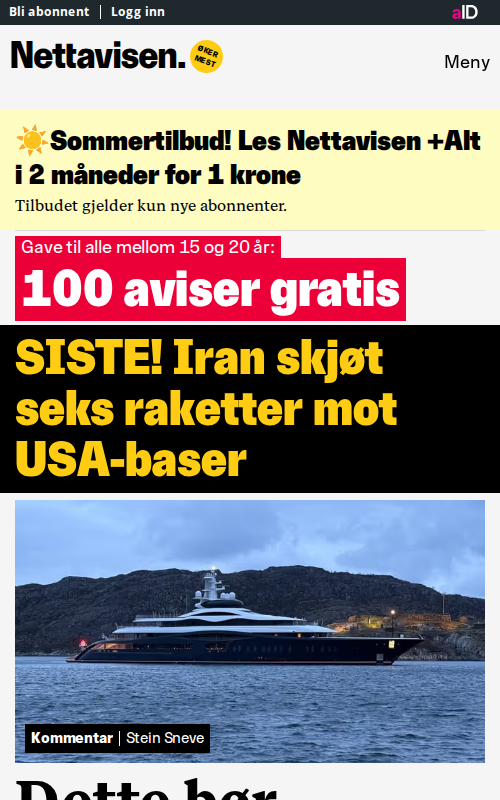 Bli abonnent | Logg inn
aID
Nettavisen.
ØKER
MEST
Meny
☀️Sommertilbud! Les Nettavisen +Alt
i 2 måneder for 1 krone
Tilbudet gjelder kun nye abonnenter.
Gave til alle mellom 15 og 20 år:
100 aviser gratis
SISTE! Iran skjøt
seks raketter mot
USA-baser
Kommentar | Stein Sneve
Dette bør